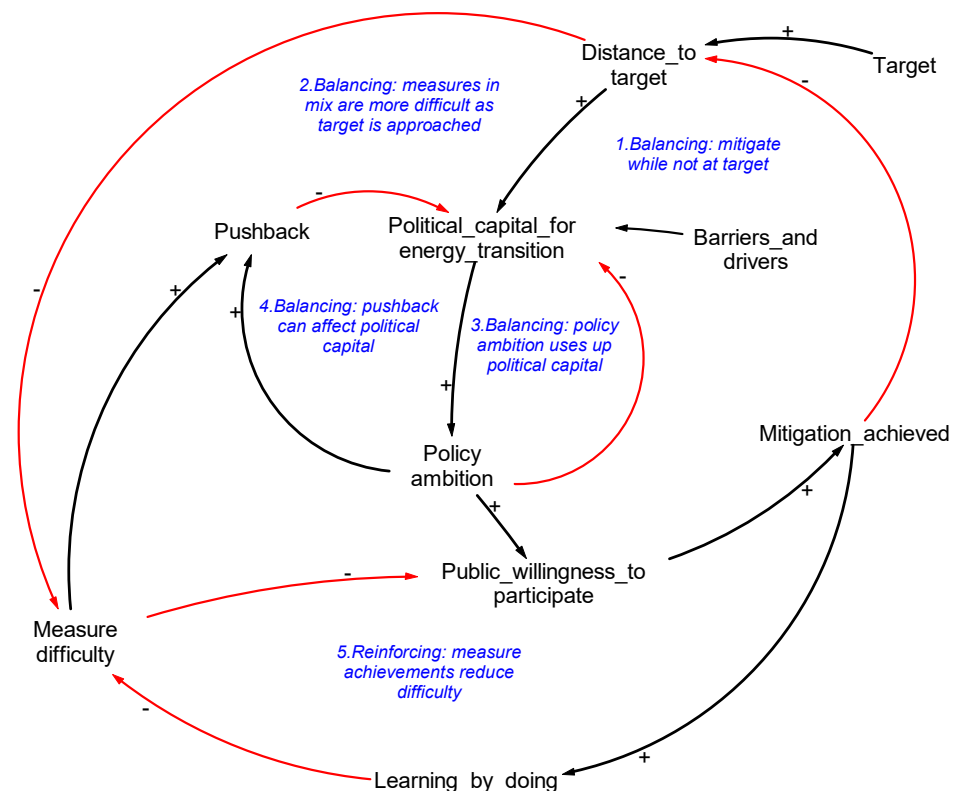 Distance_to
target
+
Target
-
+
2.Balancing: measures in
mix are more difficult as
target is approached
1.Balancing: mitigate
while not at target
-
Pushback
Political_capital_for
energy_transition
Barriers_and
drivers
-
+
-
+
4.Balancing: pushback
can affect political
capital
3.Balancing: policy
ambition uses up
political capital
+
Policy
ambition
Mitigation_achieved
+
+
Public_willingness_to
participate
-
Measure
difficulty
5.Reinforcing: measure
achievements reduce
difficulty
-
+
Learning_by_doing